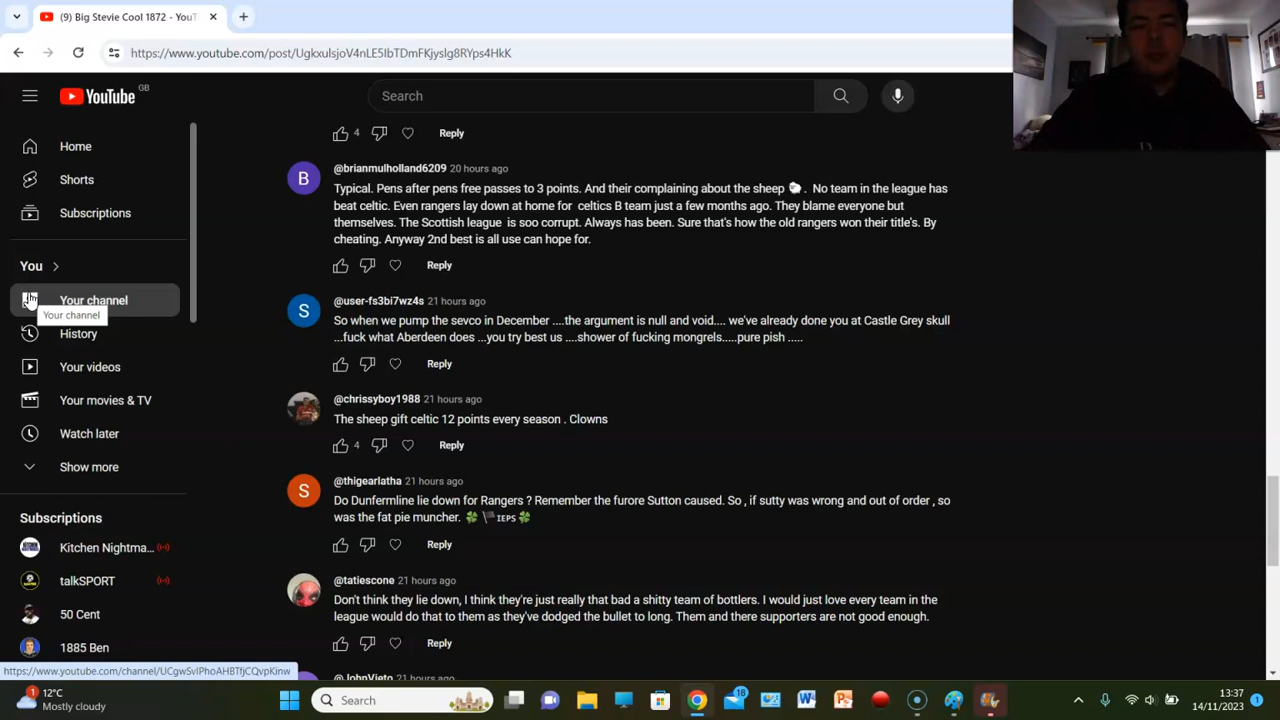 (9) Big Stevie Cool 1872 - YouT
https://www.youtube.com/post/UgkxulsjoV4nLE5IbTDmFKjyslg8RYps4HkK
YouTube GB
Search
Home
Shorts
Subscriptions
You
Your channel
Your channel
History
Your videos
Your movies & TV
Watch later
Show more
Subscriptions
Kitchen Nightma...
talkSPORT
50 Cent
1885 Ben
4 Reply
B
@brianmulholland6209 20 hours ago
Typical. Pens after pens free passes to 3 points. And their complaining about the sheep 🐑 . No team in the league has
beat celtic. Even rangers lay down at home for celtics B team just a few months ago. They blame everyone but
themselves. The Scottish league is soo corrupt. Always has been. Sure that's how the old rangers won their title's. By
cheating. Anyway 2nd best is all use can hope for.
Reply
S
@user-fs3bi7wz4s 21 hours ago
So when we pump the sevco in December ....the argument is null and void.... we've already done you at Castle Grey skull
...fuck what Aberdeen does ...you try best us ....shower of fucking mongrels.....pure pish .....
Reply
@chrissyboy1988 21 hours ago
The sheep gift celtic 12 points every season . Clowns
4 Reply
S
@thigearlatha 21 hours ago
Do Dunfermline lie down for Rangers ? Remember the furore Sutton caused. So , if sutty was wrong and out of order , so
was the fat pie muncher. 🍀 🏴IEPS🍀
Reply
@tatiescone 21 hours ago
Don't think they lie down, I think they're just really that bad a shitty team of bottlers. I would just love every team in the
league would do that to them as they've dodged the bullet to long. Them and there supporters are not good enough.
Reply
@JohnVieto 21 hours ago
https://www.youtube.com/channel/UCgwSvlPhoAHBTfjCQvpKinw
1
12°C
Mostly cloudy
Search
18
13:37
14/11/2023
1